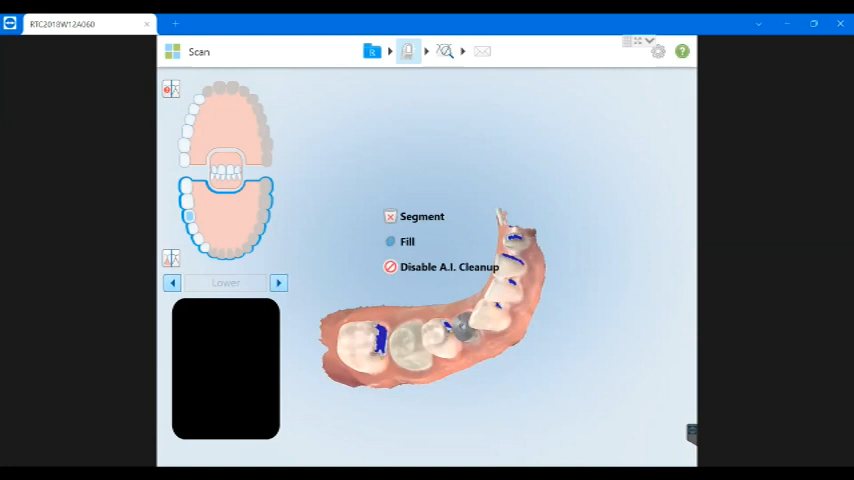 RTC2018W12A060
Scan
R
?
Segment
Fill
Disable A.I. Cleanup
Lower